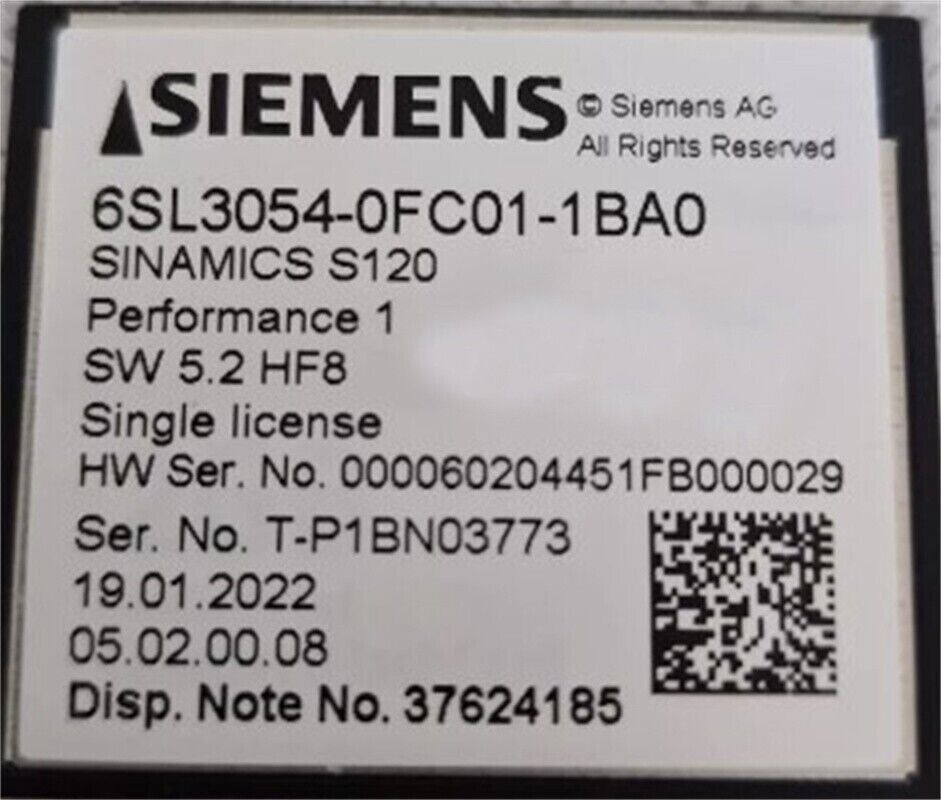 SIEMENS © Siemens AG
All Rights Reserved
6SL3054-0FC01-1BA0
SINAMICS S120
Performance 1
SW 5.2 HF8
Single license
HW Ser. No. 000060204451FB000029
Ser. No. T-P1BN03773
19.01.2022
05.02.00.08
Disp. Note No. 37624185